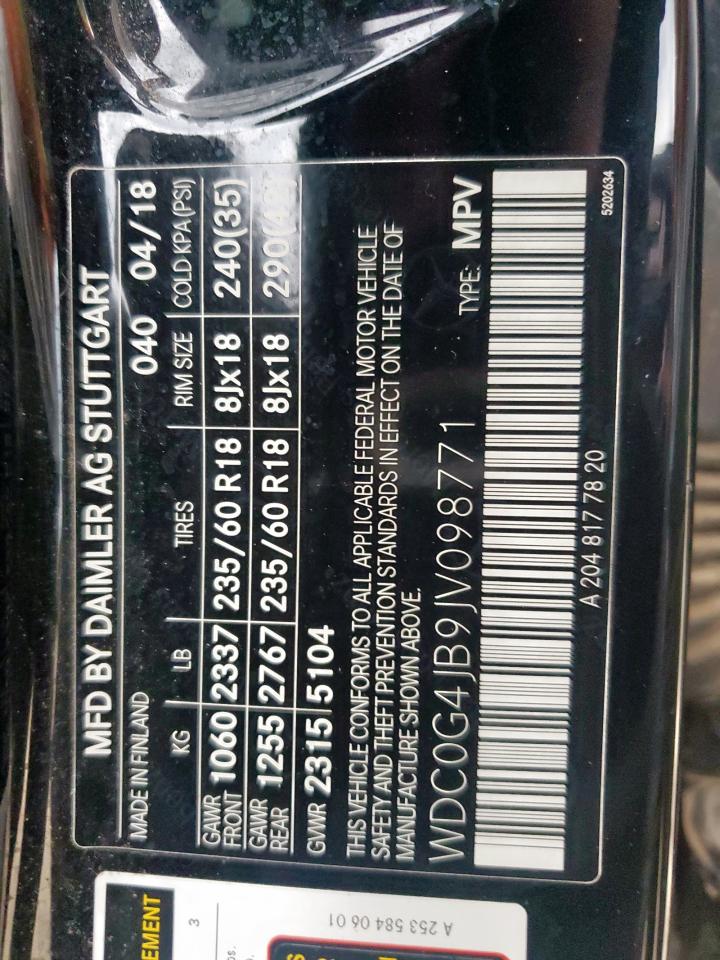 MFD BY DAIMLER AG STUTTGART
MADE IN FINLAND 040 04/18
KG LB TIRES RIM SIZE COLD KPA(PSI)
GAWR FRONT 1060 2337 235/60 R18 8Jx18 240(35)
GAWR REAR 1255 2767 235/60 R18 8Jx18 290
GVWR 2315 5104
THIS VEHICLE CONFORMS TO ALL APPLICABLE FEDERAL MOTOR VEHICLE
SAFETY AND THEFT PREVENTION STANDARDS IN EFFECT ON THE DATE OF
MANUFACTURE SHOWN ABOVE.
WDC0G4JB9JV098771 TYPE: MPV
A 204 817 78 20
5202634
EMENT
3
A 253 584 06 01